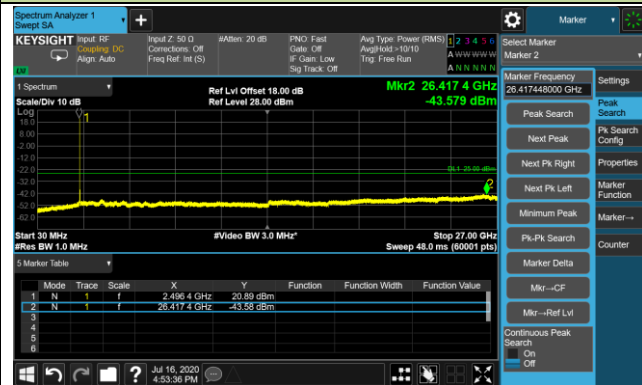 Spectrum Analyzer 1
Swept SA
Marker
KEYSIGHT
Input: RF
Coupling: DC
Align: Auto
Input Z: 50 Ω
Corrections: Off
Freq Ref: Int (S)
#Atten: 20 dB
PNO: Fast
Gate: Off
IF Gain: Low
Sig Track: Off
Avg Type: Power (RMS)
Avg|Hold:>10/10
Trig: Free Run
1 2 3 4 5 6
A W W W W W
A N N N N N
Select Marker
Marker 2
1 Spectrum
Scale/Div 10 dB
Ref Lvl Offset 18.00 dB
Ref Level 28.00 dBm
Mkr2 26.417 4 GHz
-43.579 dBm
Log
18.0
8.00
-2.00
-12.0
-22.0
-32.0
-42.0
-52.0
-62.0
1
DL1 -25.00 dBm
2
Start 30 MHz
#Res BW 1.0 MHz
#Video BW 3.0 MHz*
Stop 27.00 GHz
Sweep 48.0 ms (60001 pts)
5 Marker Table
Mode Trace Scale X Y Function Function Width Function Value
1 N 1 f 2.496 4 GHz 20.89 dBm
2 N 1 f 26.417 4 GHz -43.58 dBm
3
4
5
6
Marker Frequency
26.417448000 GHz
Peak Search
Next Peak
Next Pk Right
Next Pk Left
Minimum Peak
Pk-Pk Search
Marker Delta
Mkr→CF
Mkr→Ref Lvl
Continuous Peak
Search
On
Off
Settings
Peak
Search
Pk Search
Config
Properties
Marker
Function
Marker→
Counter
Jul 16, 2020
4:53:36 PM